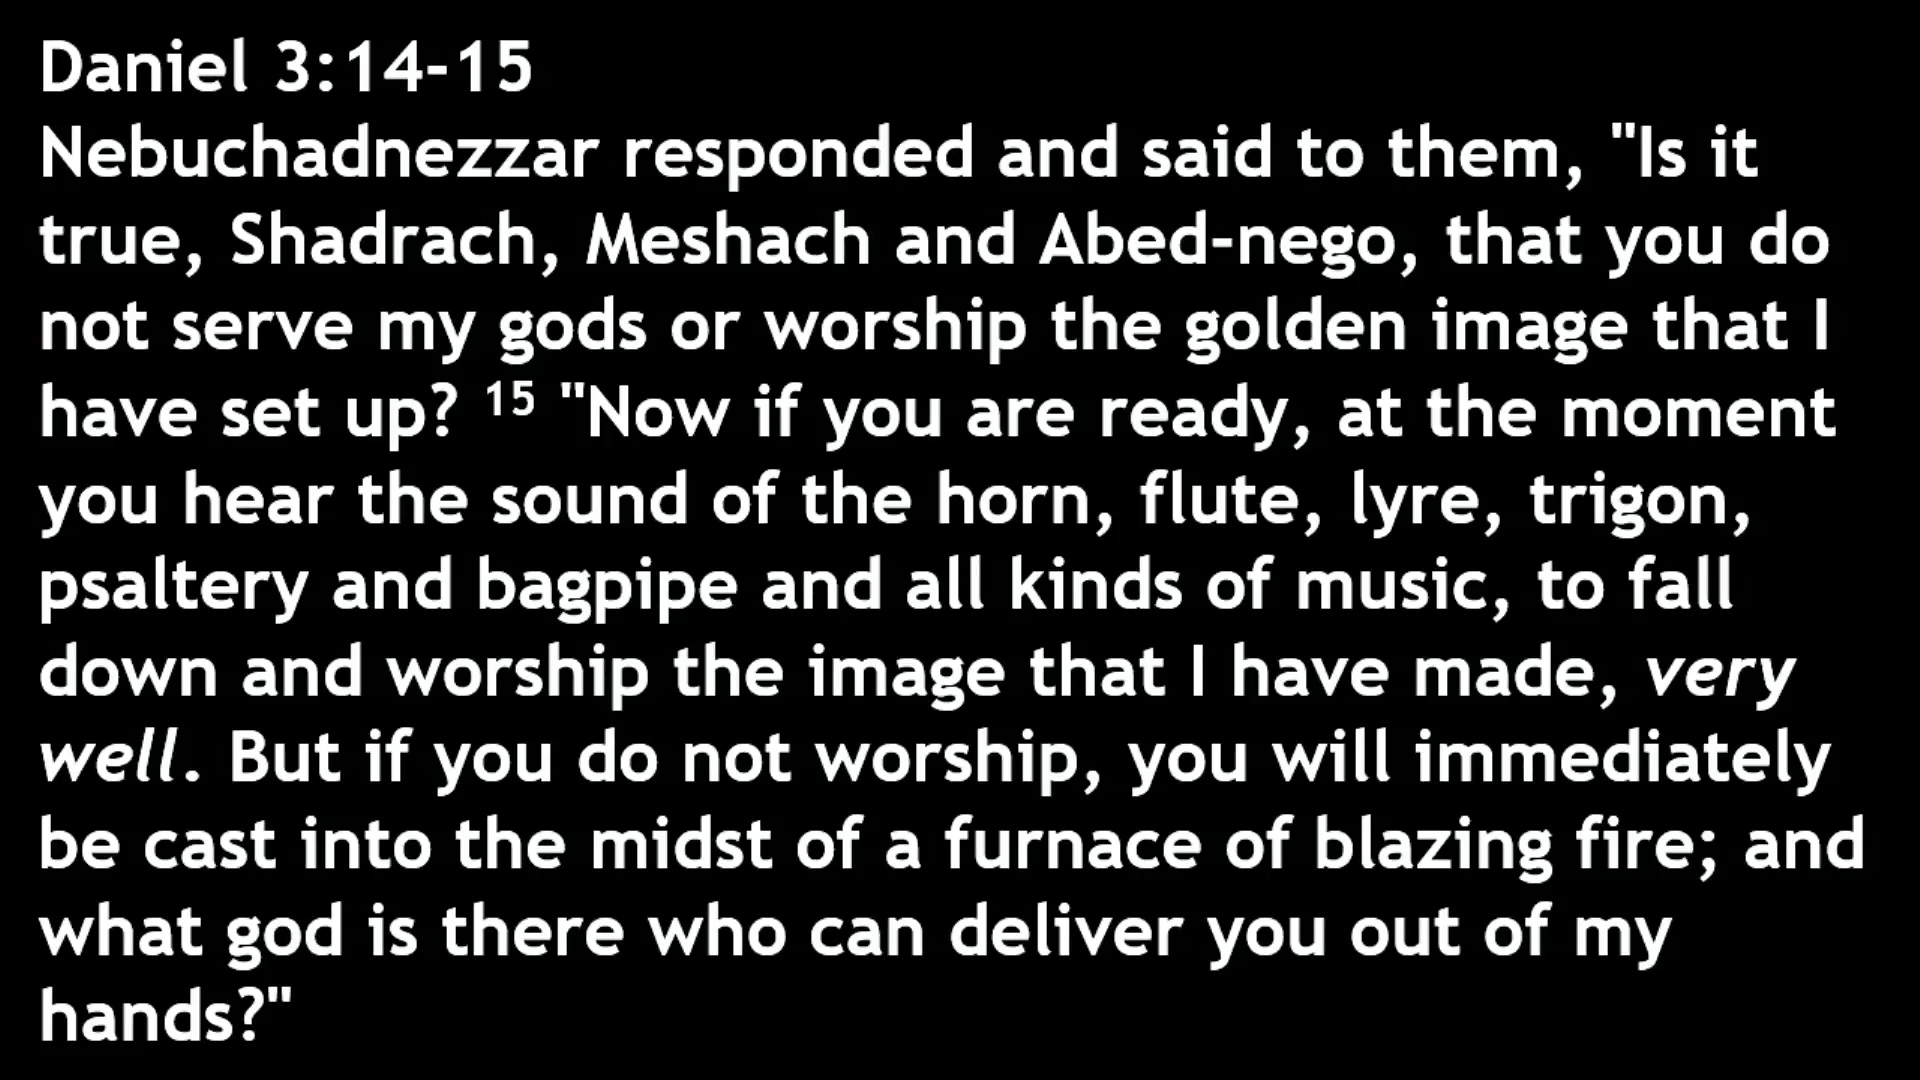 Daniel 3:14-15
Nebuchadnezzar responded and said to them, "Is it
true, Shadrach, Meshach and Abed-nego, that you do
not serve my gods or worship the golden image that I
have set up? 15 "Now if you are ready, at the moment
you hear the sound of the horn, flute, lyre, trigon,
psaltery and bagpipe and all kinds of music, to fall
down and worship the image that I have made, very
well. But if you do not worship, you will immediately
be cast into the midst of a furnace of blazing fire; and
what god is there who can deliver you out of my
hands?"